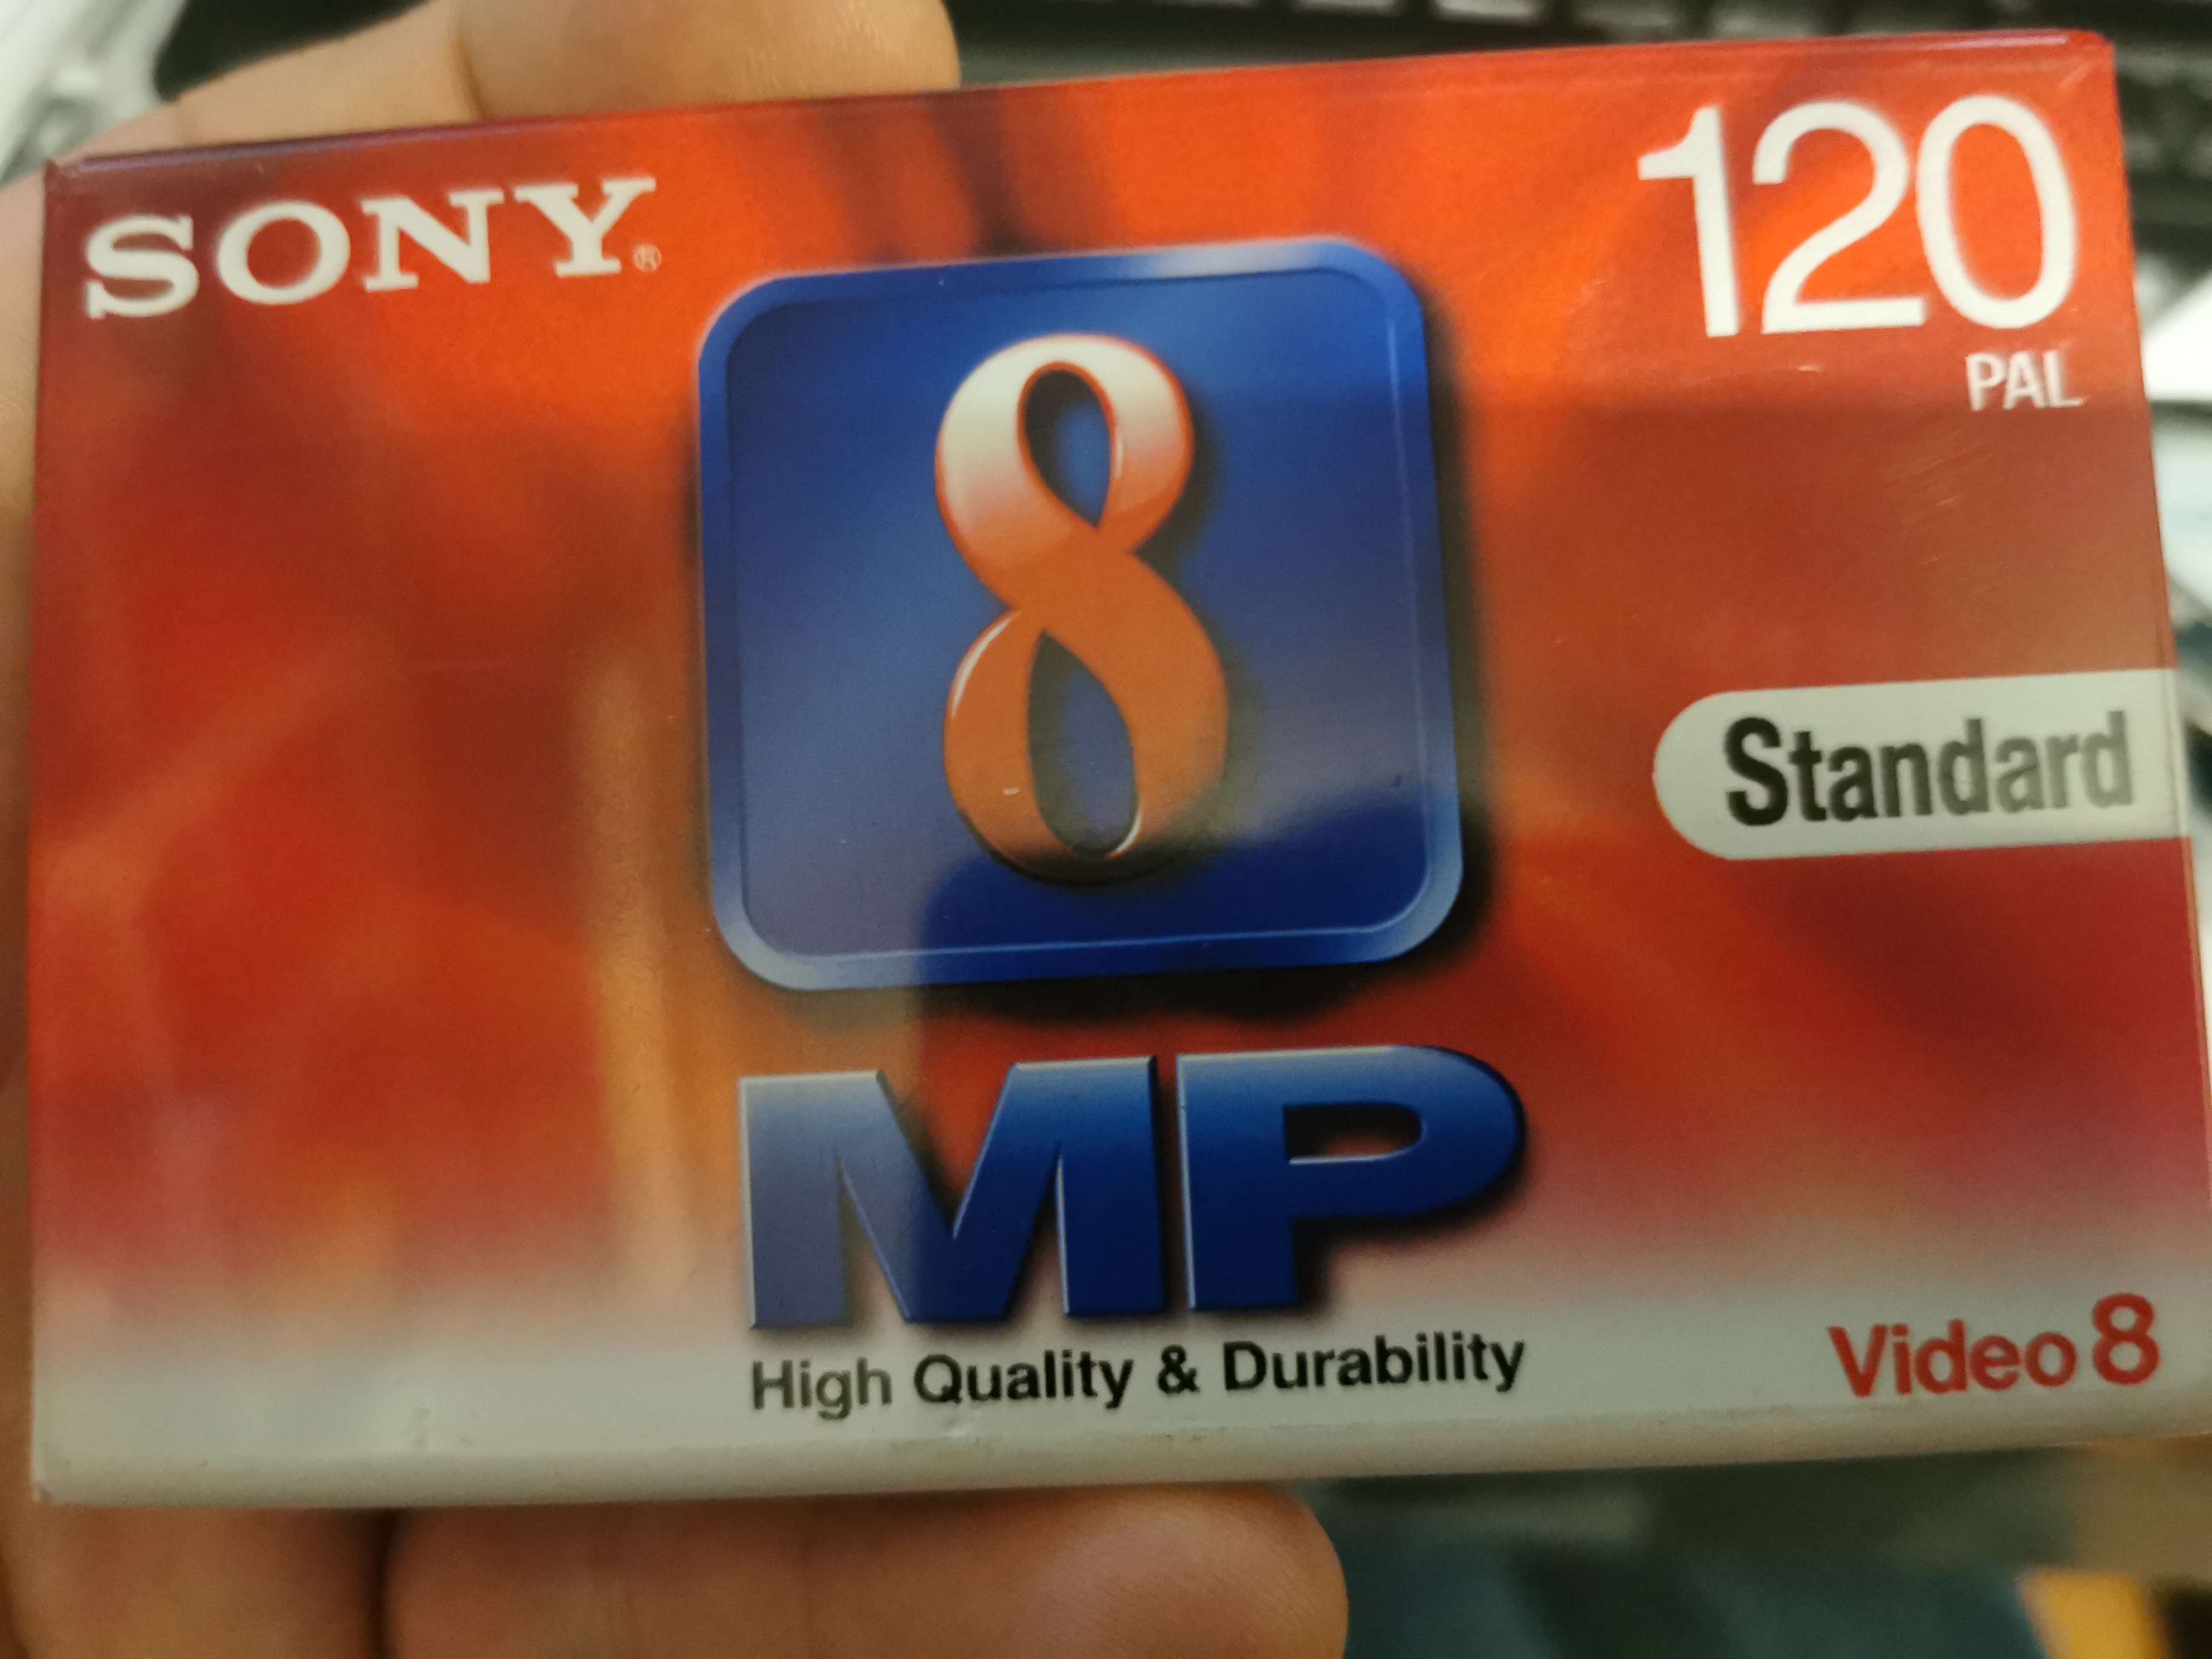 SONY®
120
PAL
8
Standard
MP
High Quality & Durability
Video 8